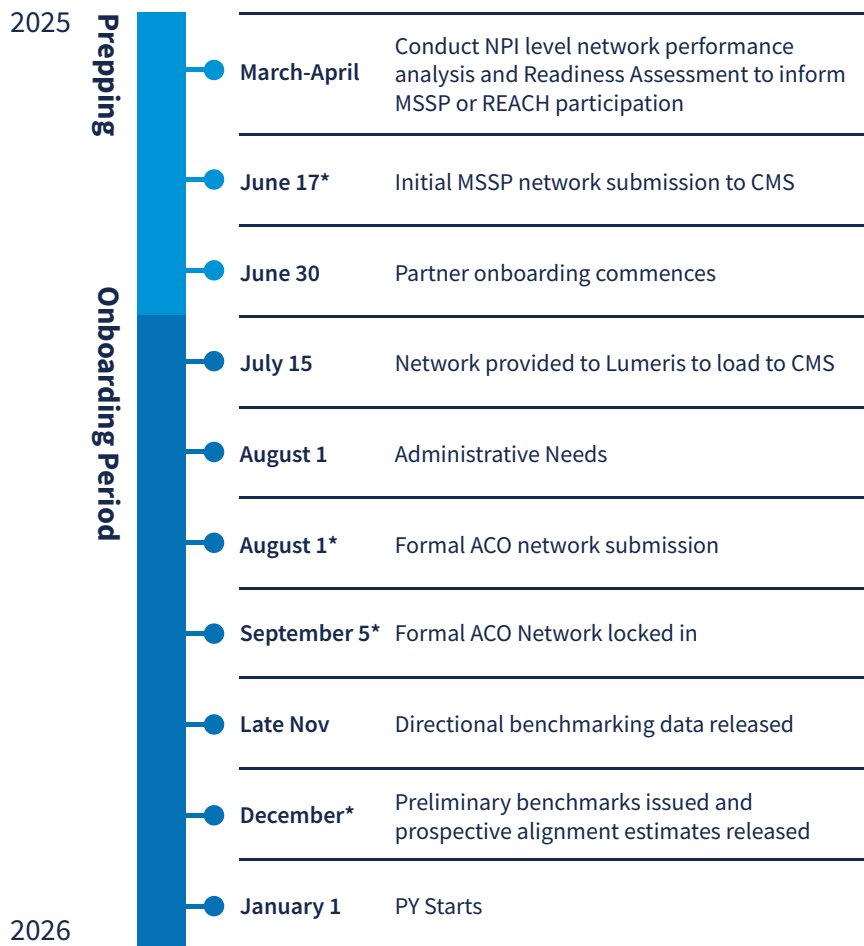 2025
Prepping
March-April
Conduct NPI level network performance
analysis and Readiness Assessment to inform
MSSP or REACH participation
June 17*
Initial MSSP network submission to CMS
June 30
Partner onboarding commences
Onboarding Period
July 15
Network provided to Lumeris to load to CMS
August 1
Administrative Needs
August 1*
Formal ACO network submission
September 5*
Formal ACO Network locked in
Late Nov
Directional benchmarking data released
December*
Preliminary benchmarks issued and
prospective alignment estimates released
January 1
PY Starts
2026